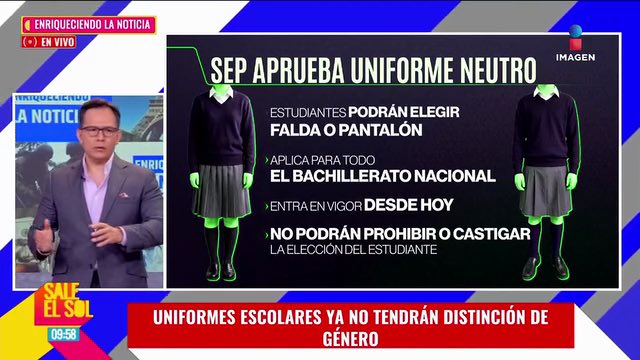 ENRIQUECIENDO LA NOTICIA
EN VIVO
IMAGEN
SEP APRUEBA UNIFORME NEUTRO
ESTUDIANTES PODRÁN ELEGIR
FALDA O PANTALÓN
APLICA PARA TODO
EL BACHILLERATO NACIONAL
ENTRA EN VIGOR DESDE HOY
NO PODRÁN PROHIBIR O CASTIGAR
LA ELECCIÓN DEL ESTUDIANTE
ENRIQUECIENDO
LA NOTICIA
SALE
EL SOL
09:58
UNIFORMES ESCOLARES YA NO TENDRÁN DISTINCIÓN DE
GÉNERO